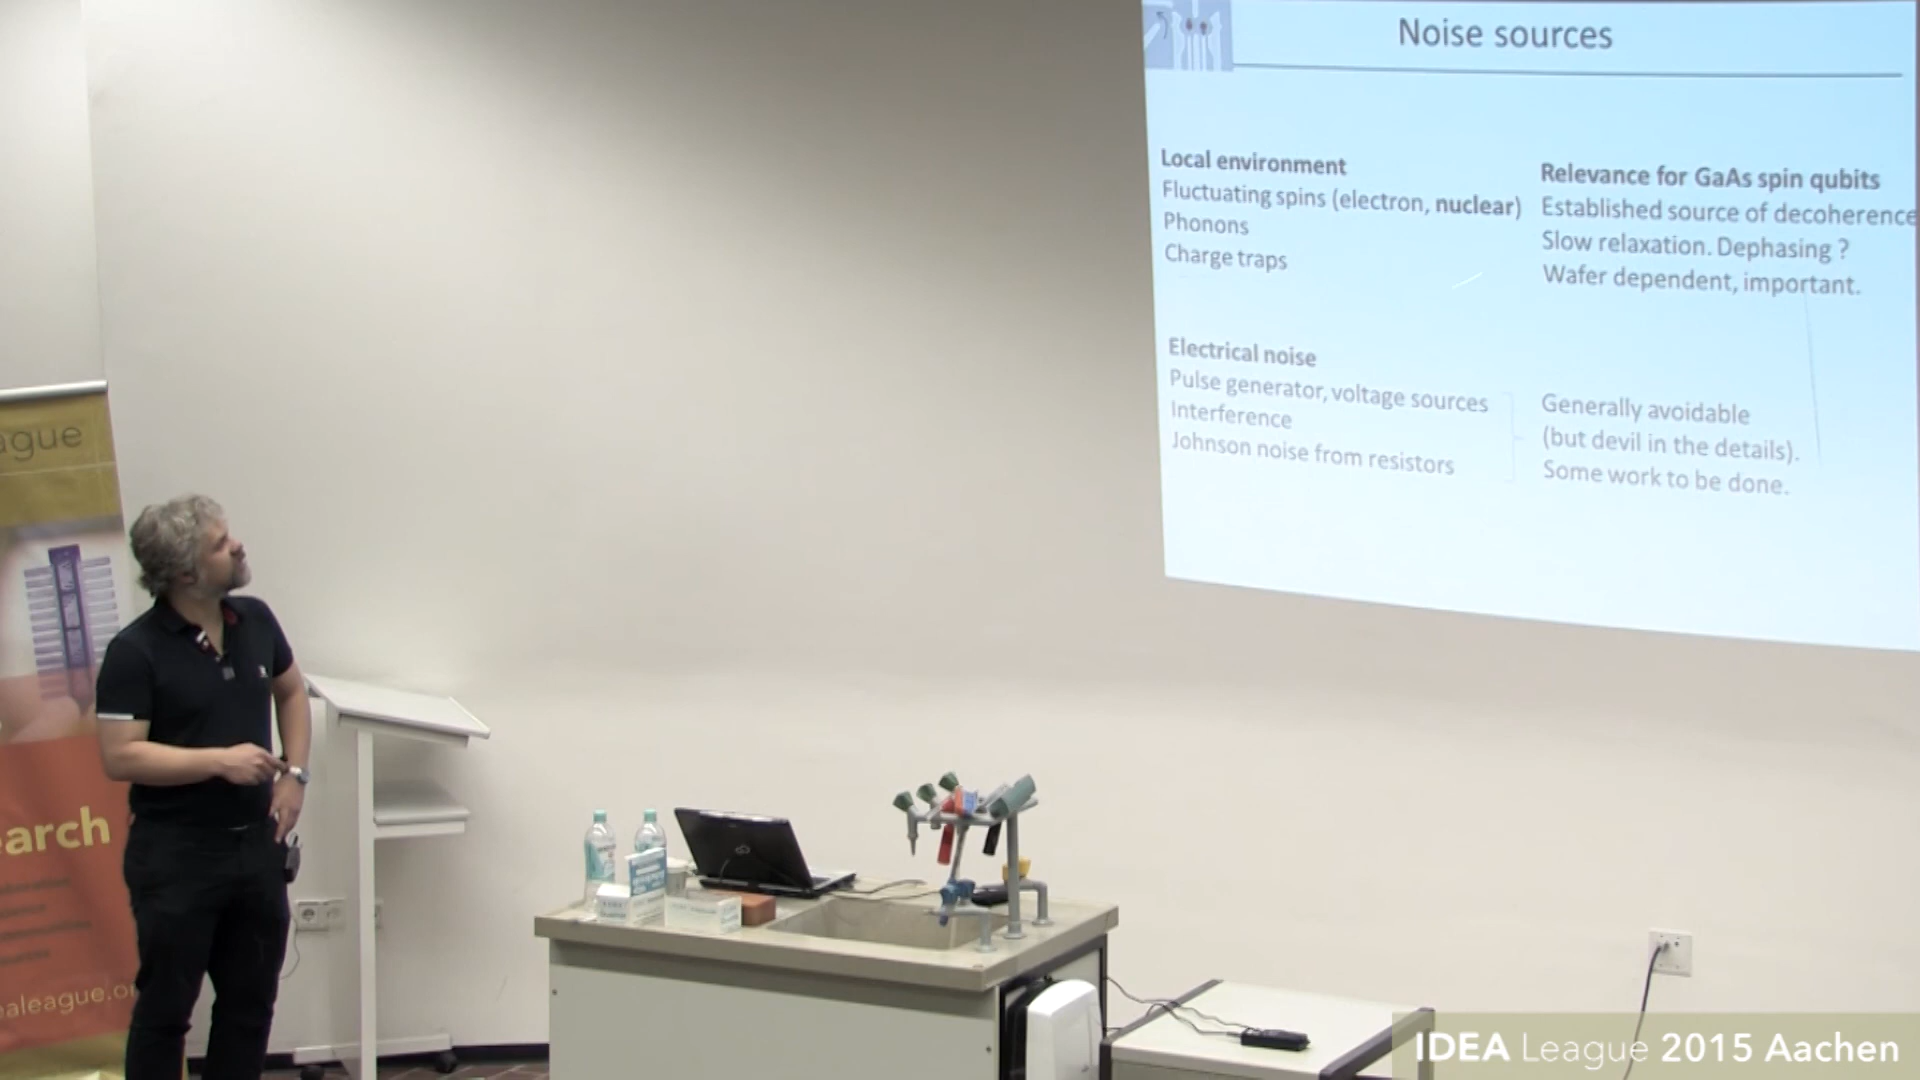 Noise sources
Local environment
Fluctuating spins (electron, nuclear)
Phonons
Charge traps
Relevance for GaAs spin qubits
Established source of decoherence
Slow relaxation. Dephasing ?
Wafer dependent, important.
Electrical noise
Pulse generator, voltage sources
Interference
Johnson noise from resistors
Generally avoidable
(but devil in the details).
Some work to be done.
ague
earch
ealeague.or
IDEA League 2015 Aachen